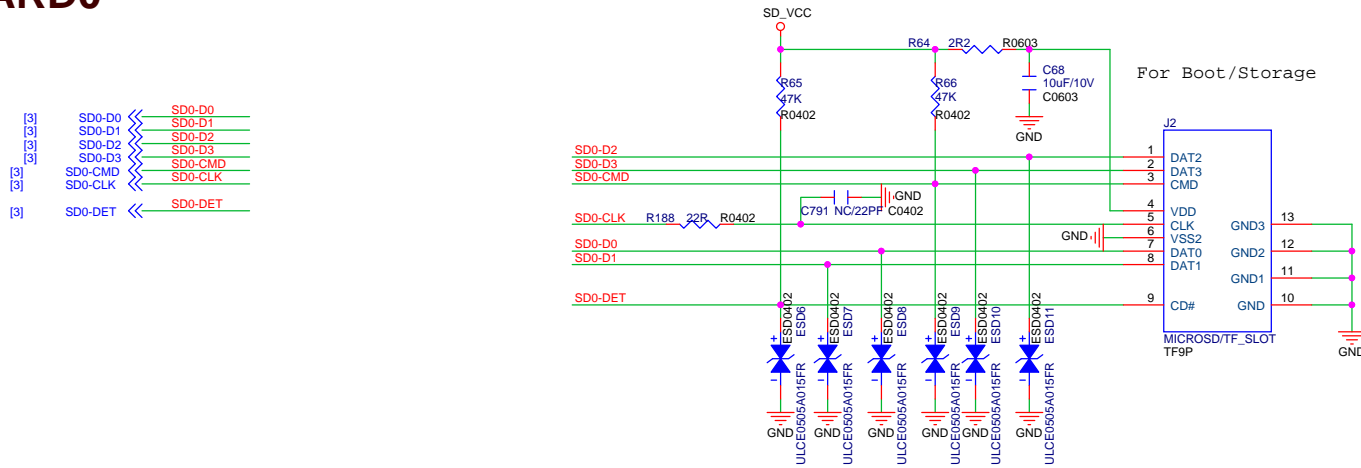 ARD0
SD_VCC
R64 2R2 R0603
For Boot/Storage
C68
10uF/10V
C0603
GND
R65
47K
R0402
R66
47K
R0402
[3] SD0-D0 SD0-D0
[3] SD0-D1 SD0-D1
[3] SD0-D2 SD0-D2
[3] SD0-D3 SD0-D3
[3] SD0-CMD SD0-CMD
[3] SD0-CLK SD0-CLK
[3] SD0-DET SD0-DET
J2
SD0-D2 1 DAT2
SD0-D3 2 DAT3
SD0-CMD 3 CMD
C791 NC/22PF C0402 GND
4 VDD
SD0-CLK R188 22R R0402 5 CLK
GND 6 VSS2
SD0-D0 7 DAT0
SD0-D1 8 DAT1
SD0-DET 9 CD#
GND3 13
GND2 12
GND1 11
GND 10
MICROSD/TF_SLOT
TF9P
GND
ESD0402 ESD6 ULCE0505A015FR
ESD0402 ESD7 ULCE0505A015FR
ESD0402 ESD8 ULCE0505A015FR
ESD0402 ESD9 ULCE0505A015FR
ESD0402 ESD10 ULCE0505A015FR
ESD0402 ESD11 ULCE0505A015FR
+ + + + + +
- - - - - -
GND GND GND GND GND GND